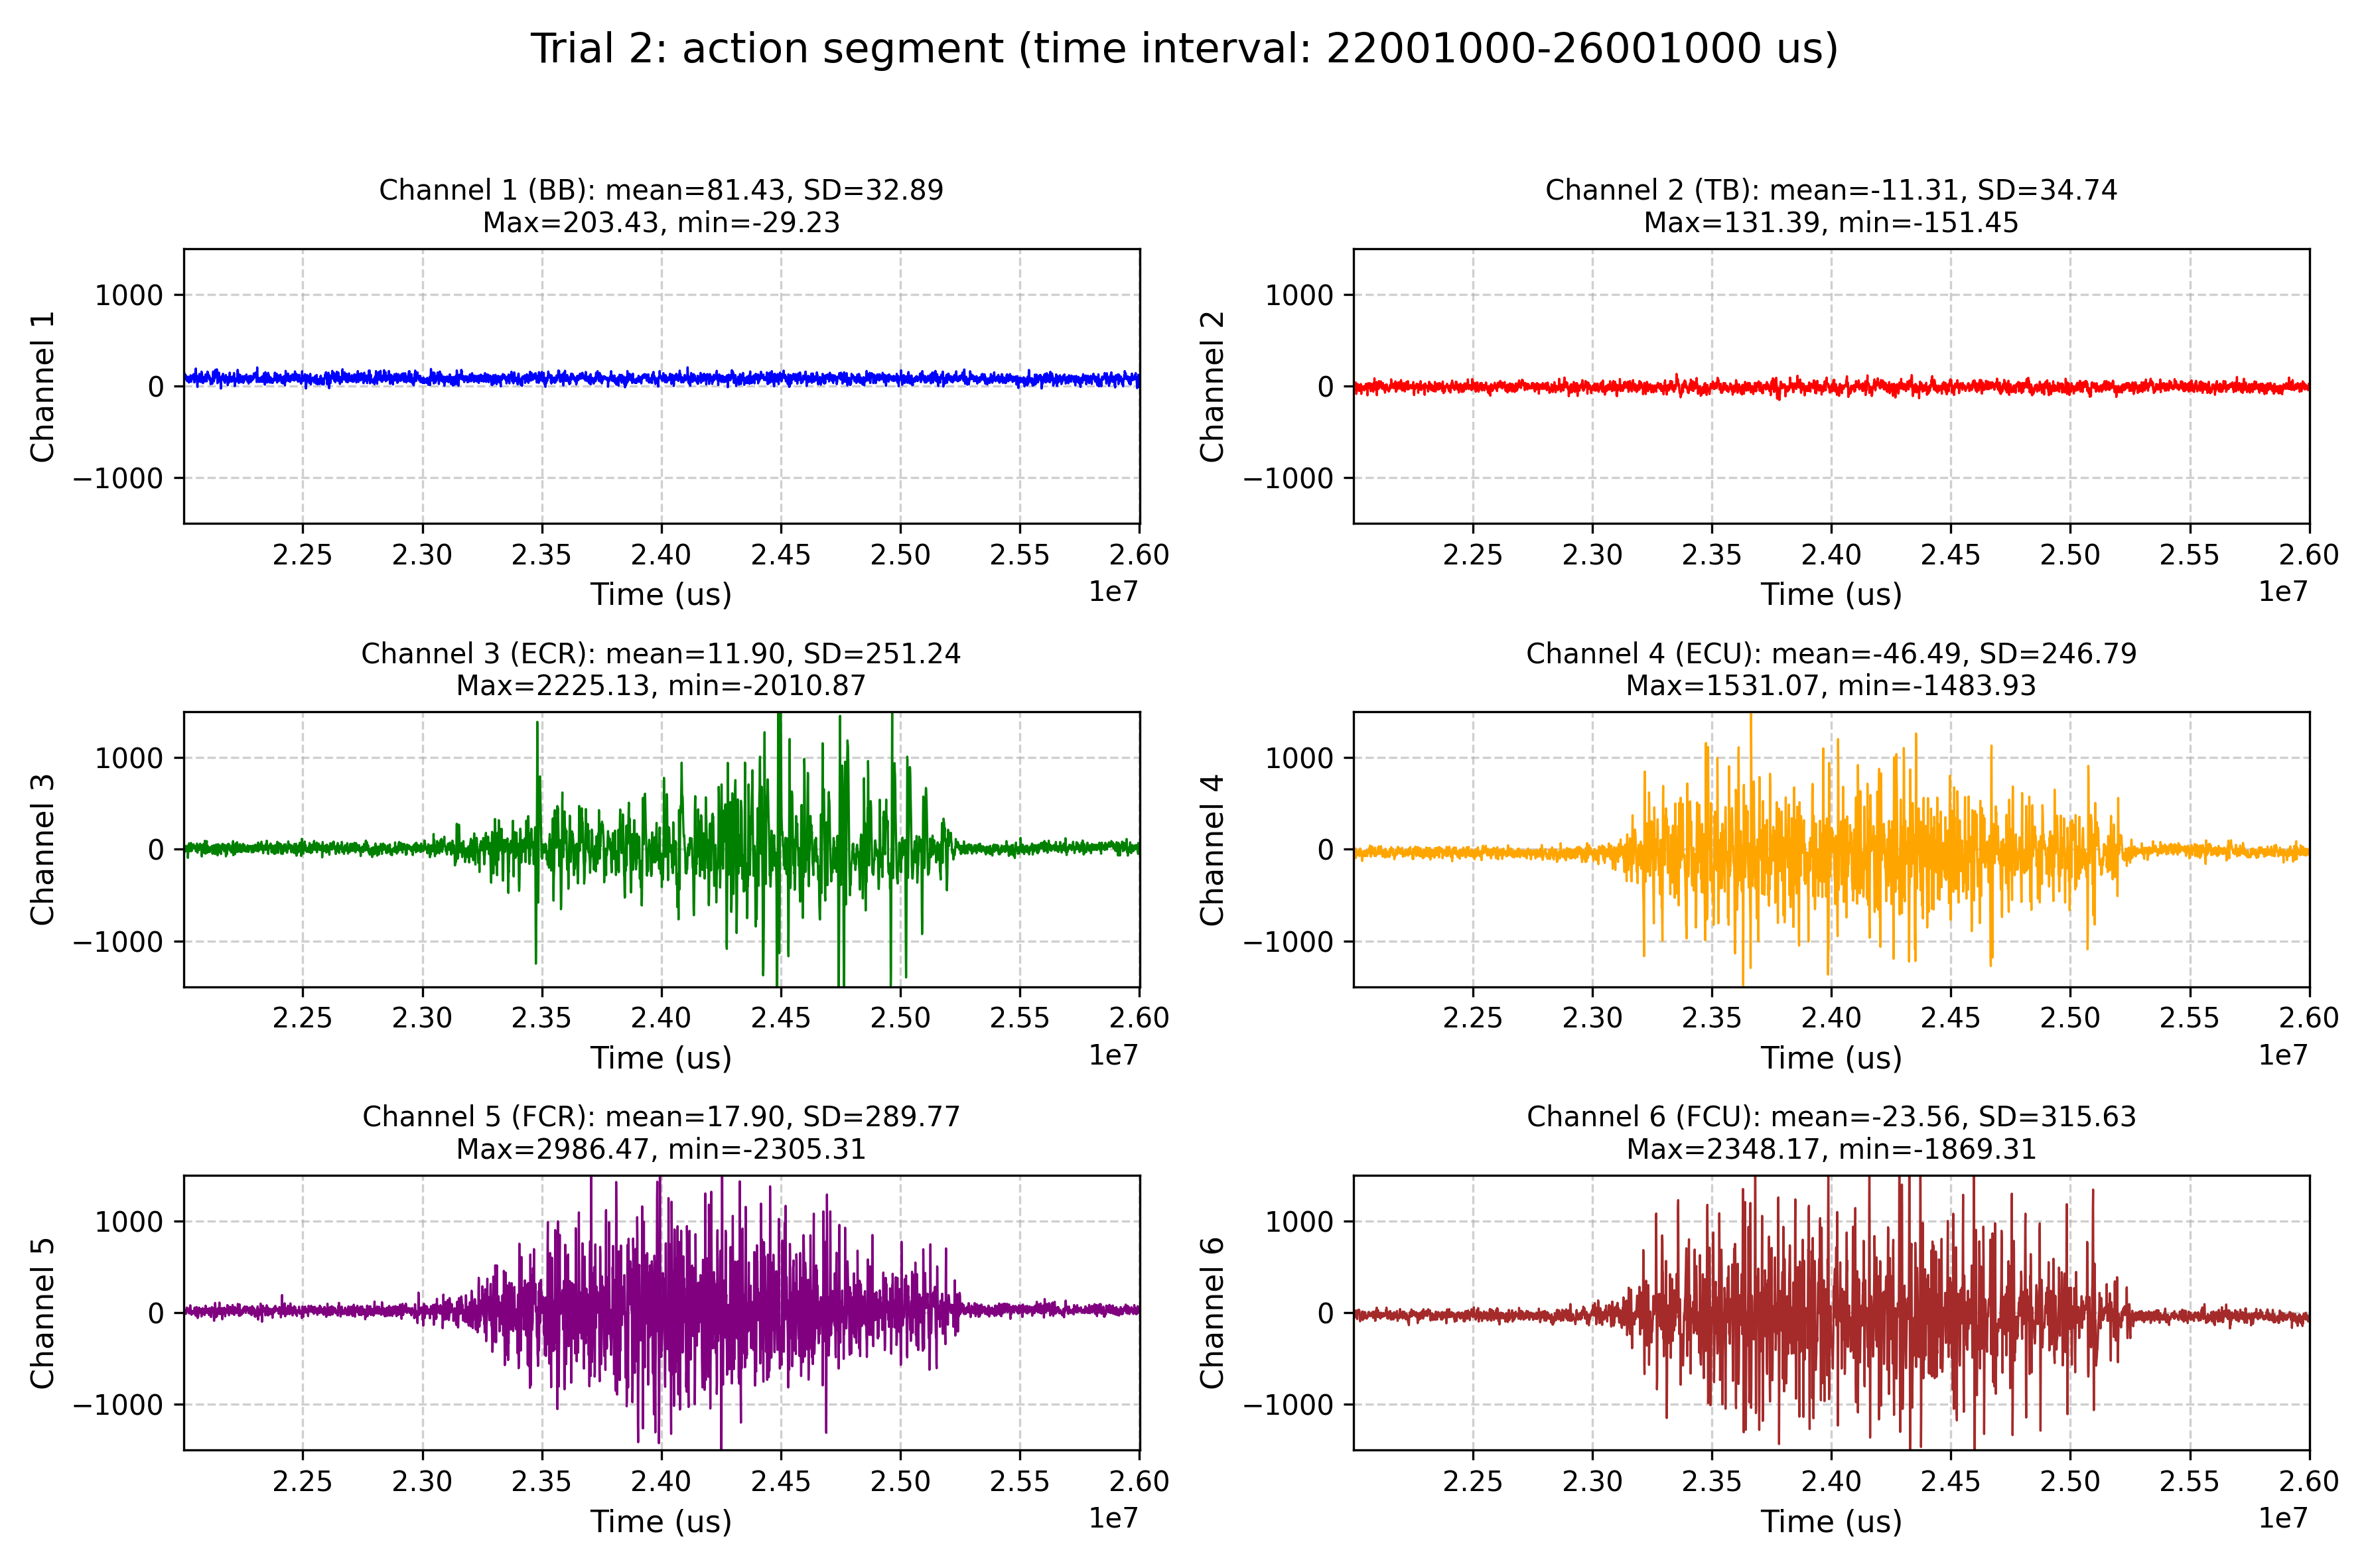 Trial 2: action segment (time interval: 22001000-26001000 us)
Channel 1 (BB): mean=81.43, SD=32.89
Max=203.43, min=-29.23
1000
0
−1000
Channel 1
2.25 2.30 2.35 2.40 2.45 2.50 2.55 2.60
Time (us)
1e7
Channel 2 (TB): mean=-11.31, SD=34.74
Max=131.39, min=-151.45
1000
0
−1000
Channel 2
2.25 2.30 2.35 2.40 2.45 2.50 2.55 2.60
Time (us)
1e7
Channel 3 (ECR): mean=11.90, SD=251.24
Max=2225.13, min=-2010.87
1000
0
−1000
Channel 3
2.25 2.30 2.35 2.40 2.45 2.50 2.55 2.60
Time (us)
1e7
Channel 4 (ECU): mean=-46.49, SD=246.79
Max=1531.07, min=-1483.93
1000
0
−1000
Channel 4
2.25 2.30 2.35 2.40 2.45 2.50 2.55 2.60
Time (us)
1e7
Channel 5 (FCR): mean=17.90, SD=289.77
Max=2986.47, min=-2305.31
1000
0
−1000
Channel 5
2.25 2.30 2.35 2.40 2.45 2.50 2.55 2.60
Time (us)
1e7
Channel 6 (FCU): mean=-23.56, SD=315.63
Max=2348.17, min=-1869.31
1000
0
−1000
Channel 6
2.25 2.30 2.35 2.40 2.45 2.50 2.55 2.60
Time (us)
1e7